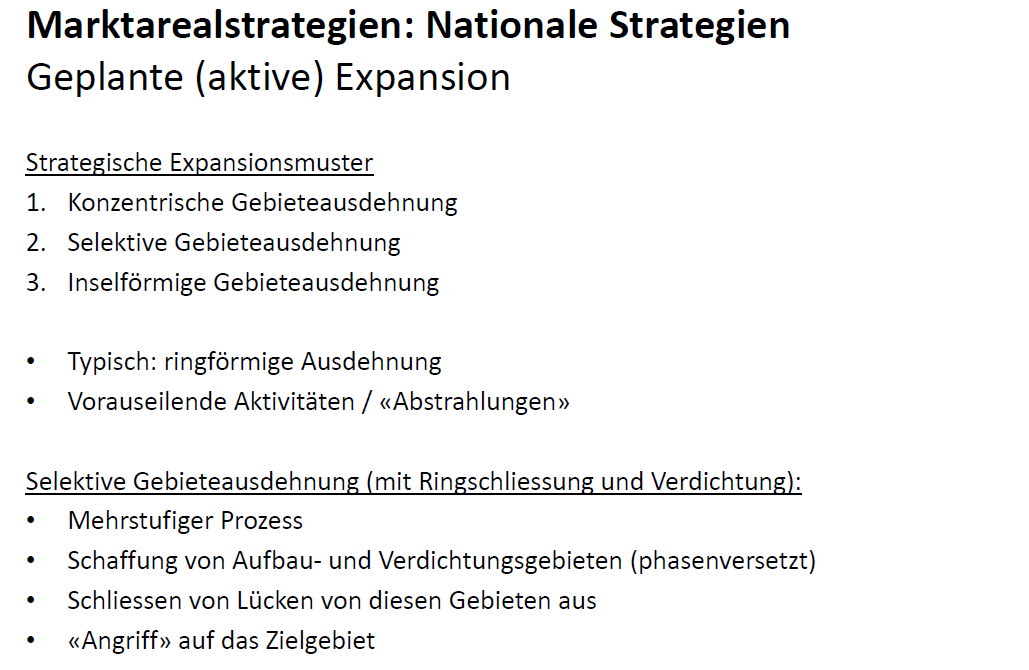 Marktarealstrategien: Nationale Strategien
Geplante (aktive) Expansion
Strategische Expansionsmuster
1. Konzentrische Gebieteausdehnung
2. Selektive Gebieteausdehnung
3. Inselförmige Gebieteausdehnung
• Typisch: ringförmige Ausdehnung
• Vorauseilende Aktivitäten / «Abstrahlungen»
Selektive Gebieteausdehnung (mit Ringschliessung und Verdichtung):
• Mehrstufiger Prozess
• Schaffung von Aufbau- und Verdichtungsgebieten (phasenversetzt)
• Schliessen von Lücken von diesen Gebieten aus
• «Angriff» auf das Zielgebiet